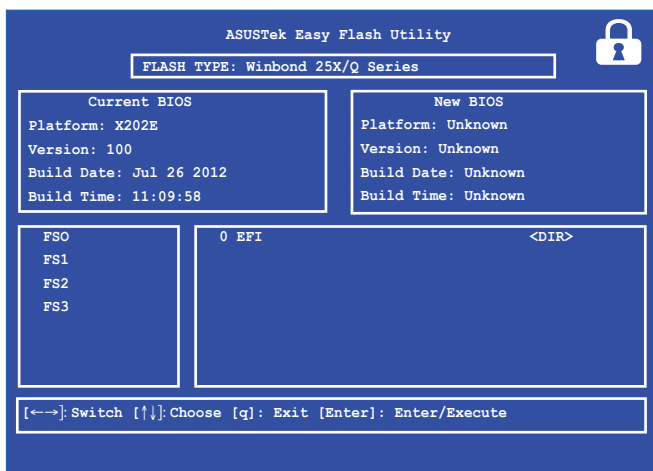 ASUSTek Easy Flash Utility
FLASH TYPE: Winbond 25X/Q Series
Current BIOS
Platform: X202E
Version: 100
Build Date: Jul 26 2012
Build Time: 11:09:58
New BIOS
Platform: Unknown
Version: Unknown
Build Date: Unknown
Build Time: Unknown
FSO
FS1
FS2
FS3
0 EFI <DIR>
[←→]: Switch [↑↓]: Choose [q]: Exit [Enter]: Enter/Execute